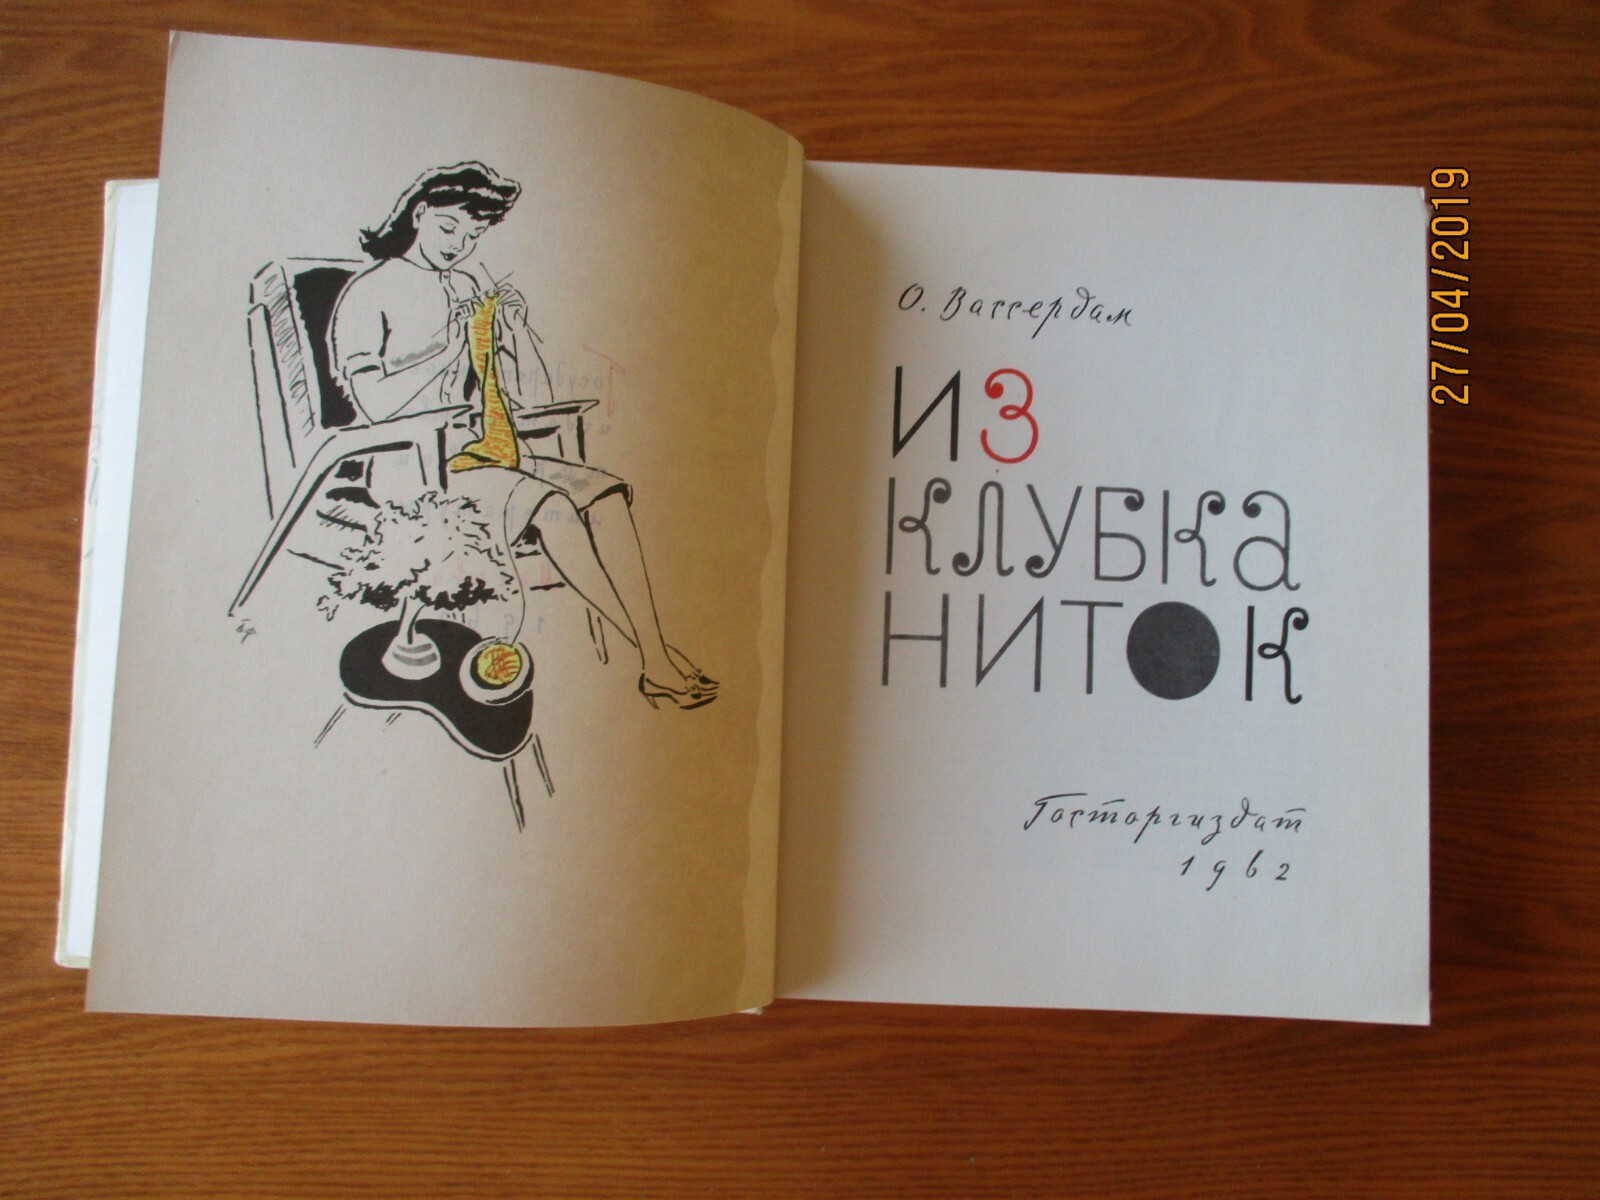 О. Вассердам
ИЗ
КЛУБКА
НИТОК
Госторгиздат
1962
27/04/2019